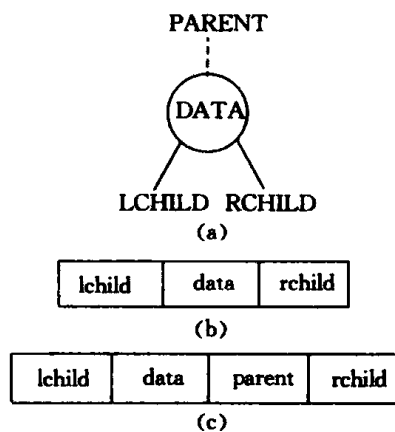 PARENT
DATA
LCHILD RCHILD
(a)
lchild data rchild
(b)
lchild data parent rchild
(c)